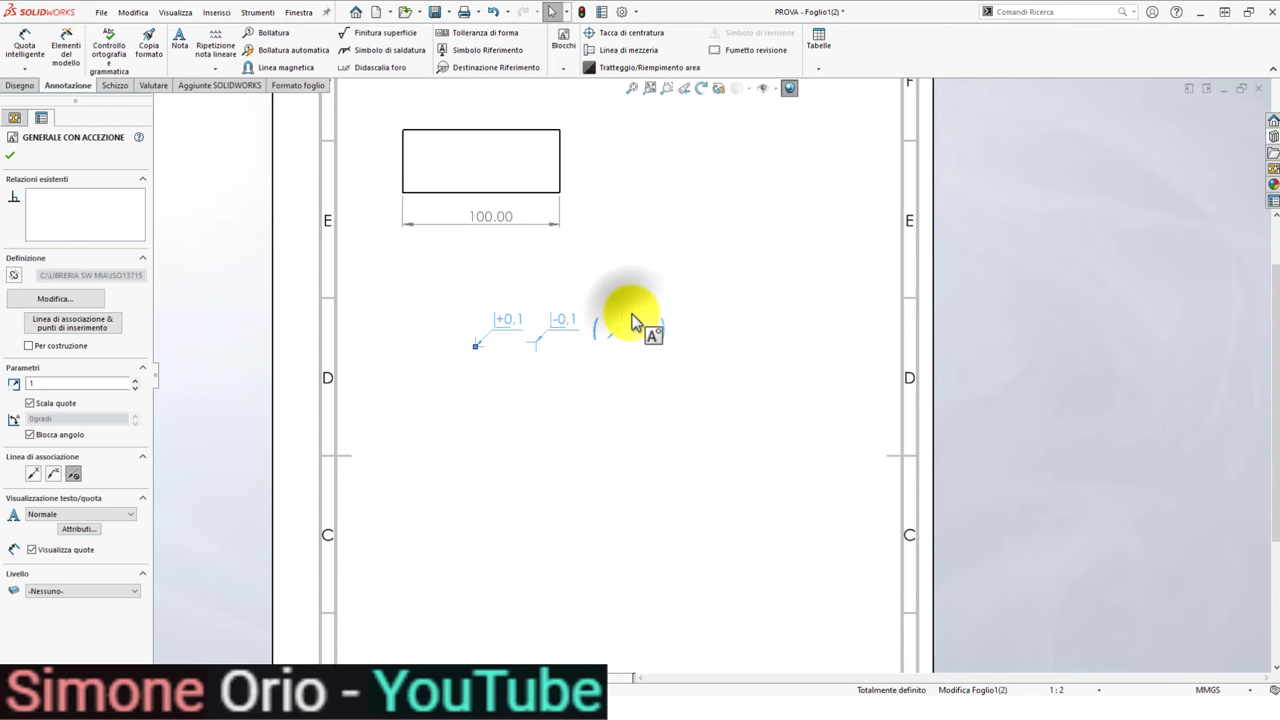 SOLIDWORKS File Modifica Visualizza Inserisci Strumenti Finestra PROVA - Foglio1(2) * Comandi Ricerca
Quota intelligente
Elementi del modello
Controllo ortografia e grammatica
Copia formato
Nota
Ripetizione nota lineare
Bollatura
Bollatura automatica
Linea magnetica
Finitura superficie
Simbolo di saldatura
Didascalia foro
Tolleranza di forma
Simbolo Riferimento
Destinazione Riferimento
Blocchi
Tacca di centratura
Linea di mezzeria
Tratteggio/Riempimento area
Simbolo di revisione
Fumetto revisione
Tabelle
Disegno Annotazione Schizzo Valutare Aggiunte SOLIDWORKS Formato foglio
GENERALE CON ACCEZIONE
Relazioni esistenti
Definizione
C:\LIBRERIA SW MIA\ISO13715
Modifica...
Linea di associazione & punti di inserimento
Per costruzione
Parametri
1
Scala quote
0gradi
Blocca angolo
Linea di associazione
Visualizzazione testo/quota
Normale
Attributi...
Visualizza quote
Livello
-Nessuno-
F
E E
100.00
+0,1 -0,1 ( )
D D
C C
Totalmente definito Modifica Foglio1(2) 1 : 2 MMGS
Simone Orio - YouTube